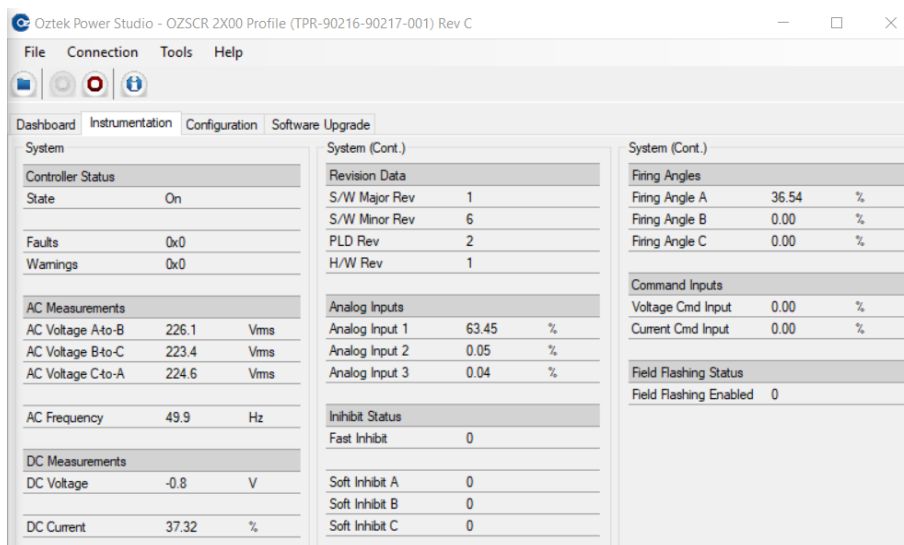 Oztek Power Studio - OZSCR 2X00 Profile (TPR-90216-90217-001) Rev C
File Connection Tools Help
Dashboard Instrumentation Configuration Software Upgrade
System
Controller Status
State On
Faults 0x0
Warnings 0x0
AC Measurements
AC Voltage A-to-B 226.1 Vrms
AC Voltage B-to-C 223.4 Vrms
AC Voltage C-to-A 224.6 Vrms
AC Frequency 49.9 Hz
DC Measurements
DC Voltage -0.8 V
DC Current 37.32 %
System (Cont.)
Revision Data
S/W Major Rev 1
S/W Minor Rev 6
PLD Rev 2
H/W Rev 1
Analog Inputs
Analog Input 1 63.45 %
Analog Input 2 0.05 %
Analog Input 3 0.04 %
Inihibit Status
Fast Inhibit 0
Soft Inhibit A 0
Soft Inhibit B 0
Soft Inhibit C 0
System (Cont.)
Firing Angles
Firing Angle A 36.54 %
Firing Angle B 0.00 %
Firing Angle C 0.00 %
Command Inputs
Voltage Cmd Input 0.00 %
Current Cmd Input 0.00 %
Field Flashing Status
Field Flashing Enabled 0